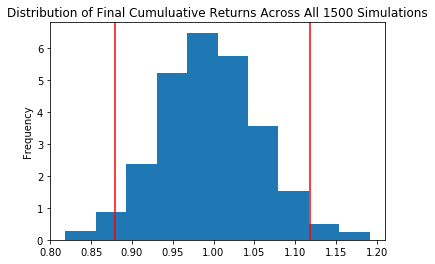 Distribution of Final Cumuluative Returns Across All 1500 Simulations
Frequency
6
5
4
3
2
1
0
0.80 0.85 0.90 0.95 1.00 1.05 1.10 1.15 1.20